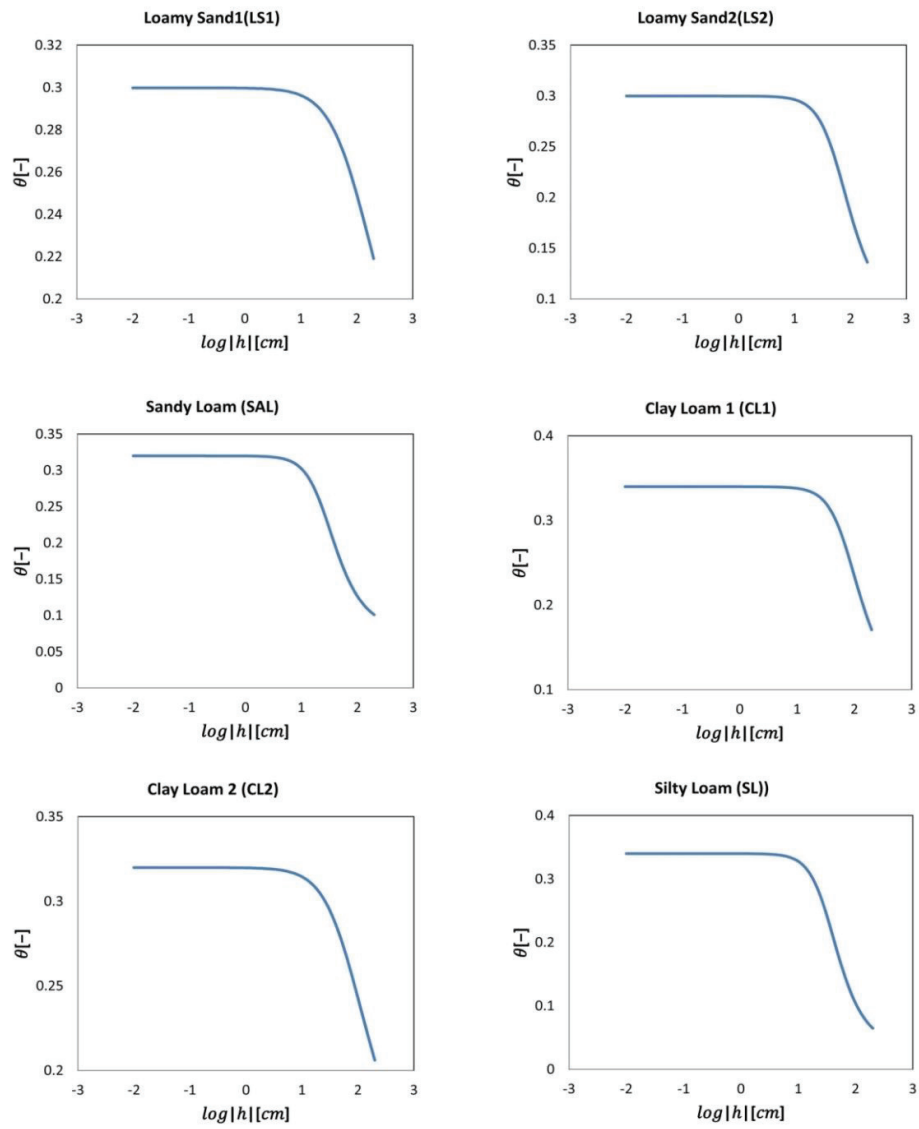 Loamy Sand1(LS1)
0.32
0.3
0.28
0.26
0.24
0.22
0.2
θ[−]
-3 -2 -1 0 1 2 3
log|h|[cm]
Loamy Sand2(LS2)
0.35
0.3
0.25
0.2
0.15
0.1
θ[−]
-3 -2 -1 0 1 2 3
log|h|[cm]
Sandy Loam (SAL)
0.35
0.3
0.25
0.2
0.15
0.1
0.05
0
θ[−]
-3 -2 -1 0 1 2 3
log|h|[cm]
Clay Loam 1 (CL1)
0.4
0.3
0.2
0.1
θ[−]
-3 -2 -1 0 1 2 3
log|h|[cm]
Clay Loam 2 (CL2)
0.35
0.3
0.25
0.2
θ[−]
-3 -2 -1 0 1 2 3
log|h|[cm]
Silty Loam (SL))
0.4
0.3
0.2
0.1
0
θ[−]
-3 -2 -1 0 1 2 3
log|h|[cm]